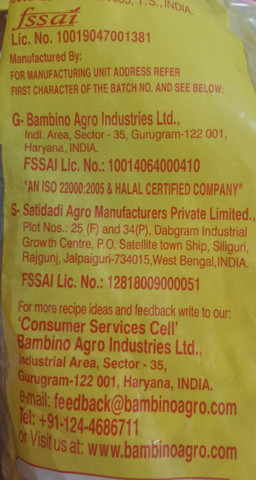 T.S., INDIA
fssai
Lic. No. 10019047001381
Manufactured By:
FOR MANUFACTURING UNIT ADDRESS REFER
FIRST CHARACTER OF THE BATCH NO. AND SEE BELOW:
G- Bambino Agro Industries Ltd.,
Indl. Area, Sector - 35, Gurugram-122 001,
Haryana, INDIA.
FSSAI Lic. No.: 10014064000410
"AN ISO 22000:2005 & HALAL CERTIFIED COMPANY"
S- Satidadi Agro Manufacturers Private Limited.,
Plot Nos.: 25 (F) and 34(P), Dabgram Industrial
Growth Centre, P.O. Satellite town Ship, Siliguri,
Rajgunj, Jalpaiguri-734015,West Bengal,INDIA.
FSSAI Lic. No.: 12818009000051
For more recipe ideas and feedback write to our:
'Consumer Services Cell'
Bambino Agro Industries Ltd.,
Industrial Area, Sector - 35,
Gurugram-122 001, Haryana, INDIA.
e-mail: feedback@bambinoagro.com
Tel: +91-124-4686711
or Visit us at: www.bambinoagro.com